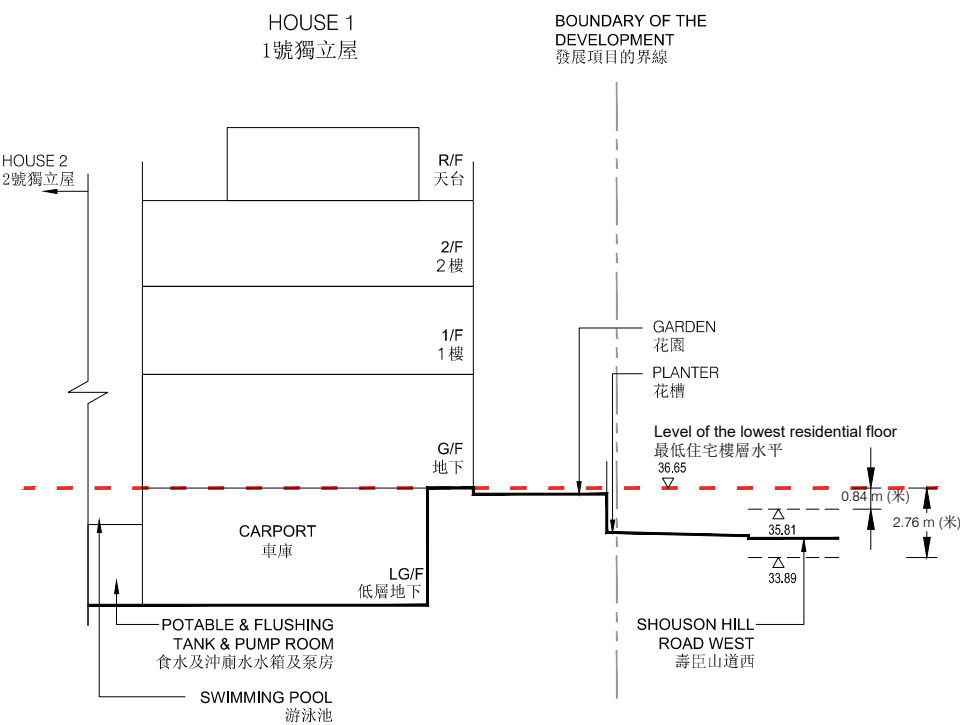 HOUSE 1
1號獨立屋
BOUNDARY OF THE
DEVELOPMENT
發展項目的界線
HOUSE 2
2號獨立屋
R/F
天台
2/F
2樓
1/F
1樓
GARDEN
花園
PLANTER
花槽
Level of the lowest residential floor
最低住宅樓層水平
36.65
G/F
地下
0.84 m (米)
2.76 m (米)
35.81
33.89
CARPORT
車庫
LG/F
低層地下
POTABLE & FLUSHING
TANK & PUMP ROOM
食水及沖廁水水箱及泵房
SHOUSON HILL
ROAD WEST
壽臣山道西
SWIMMING POOL
游泳池